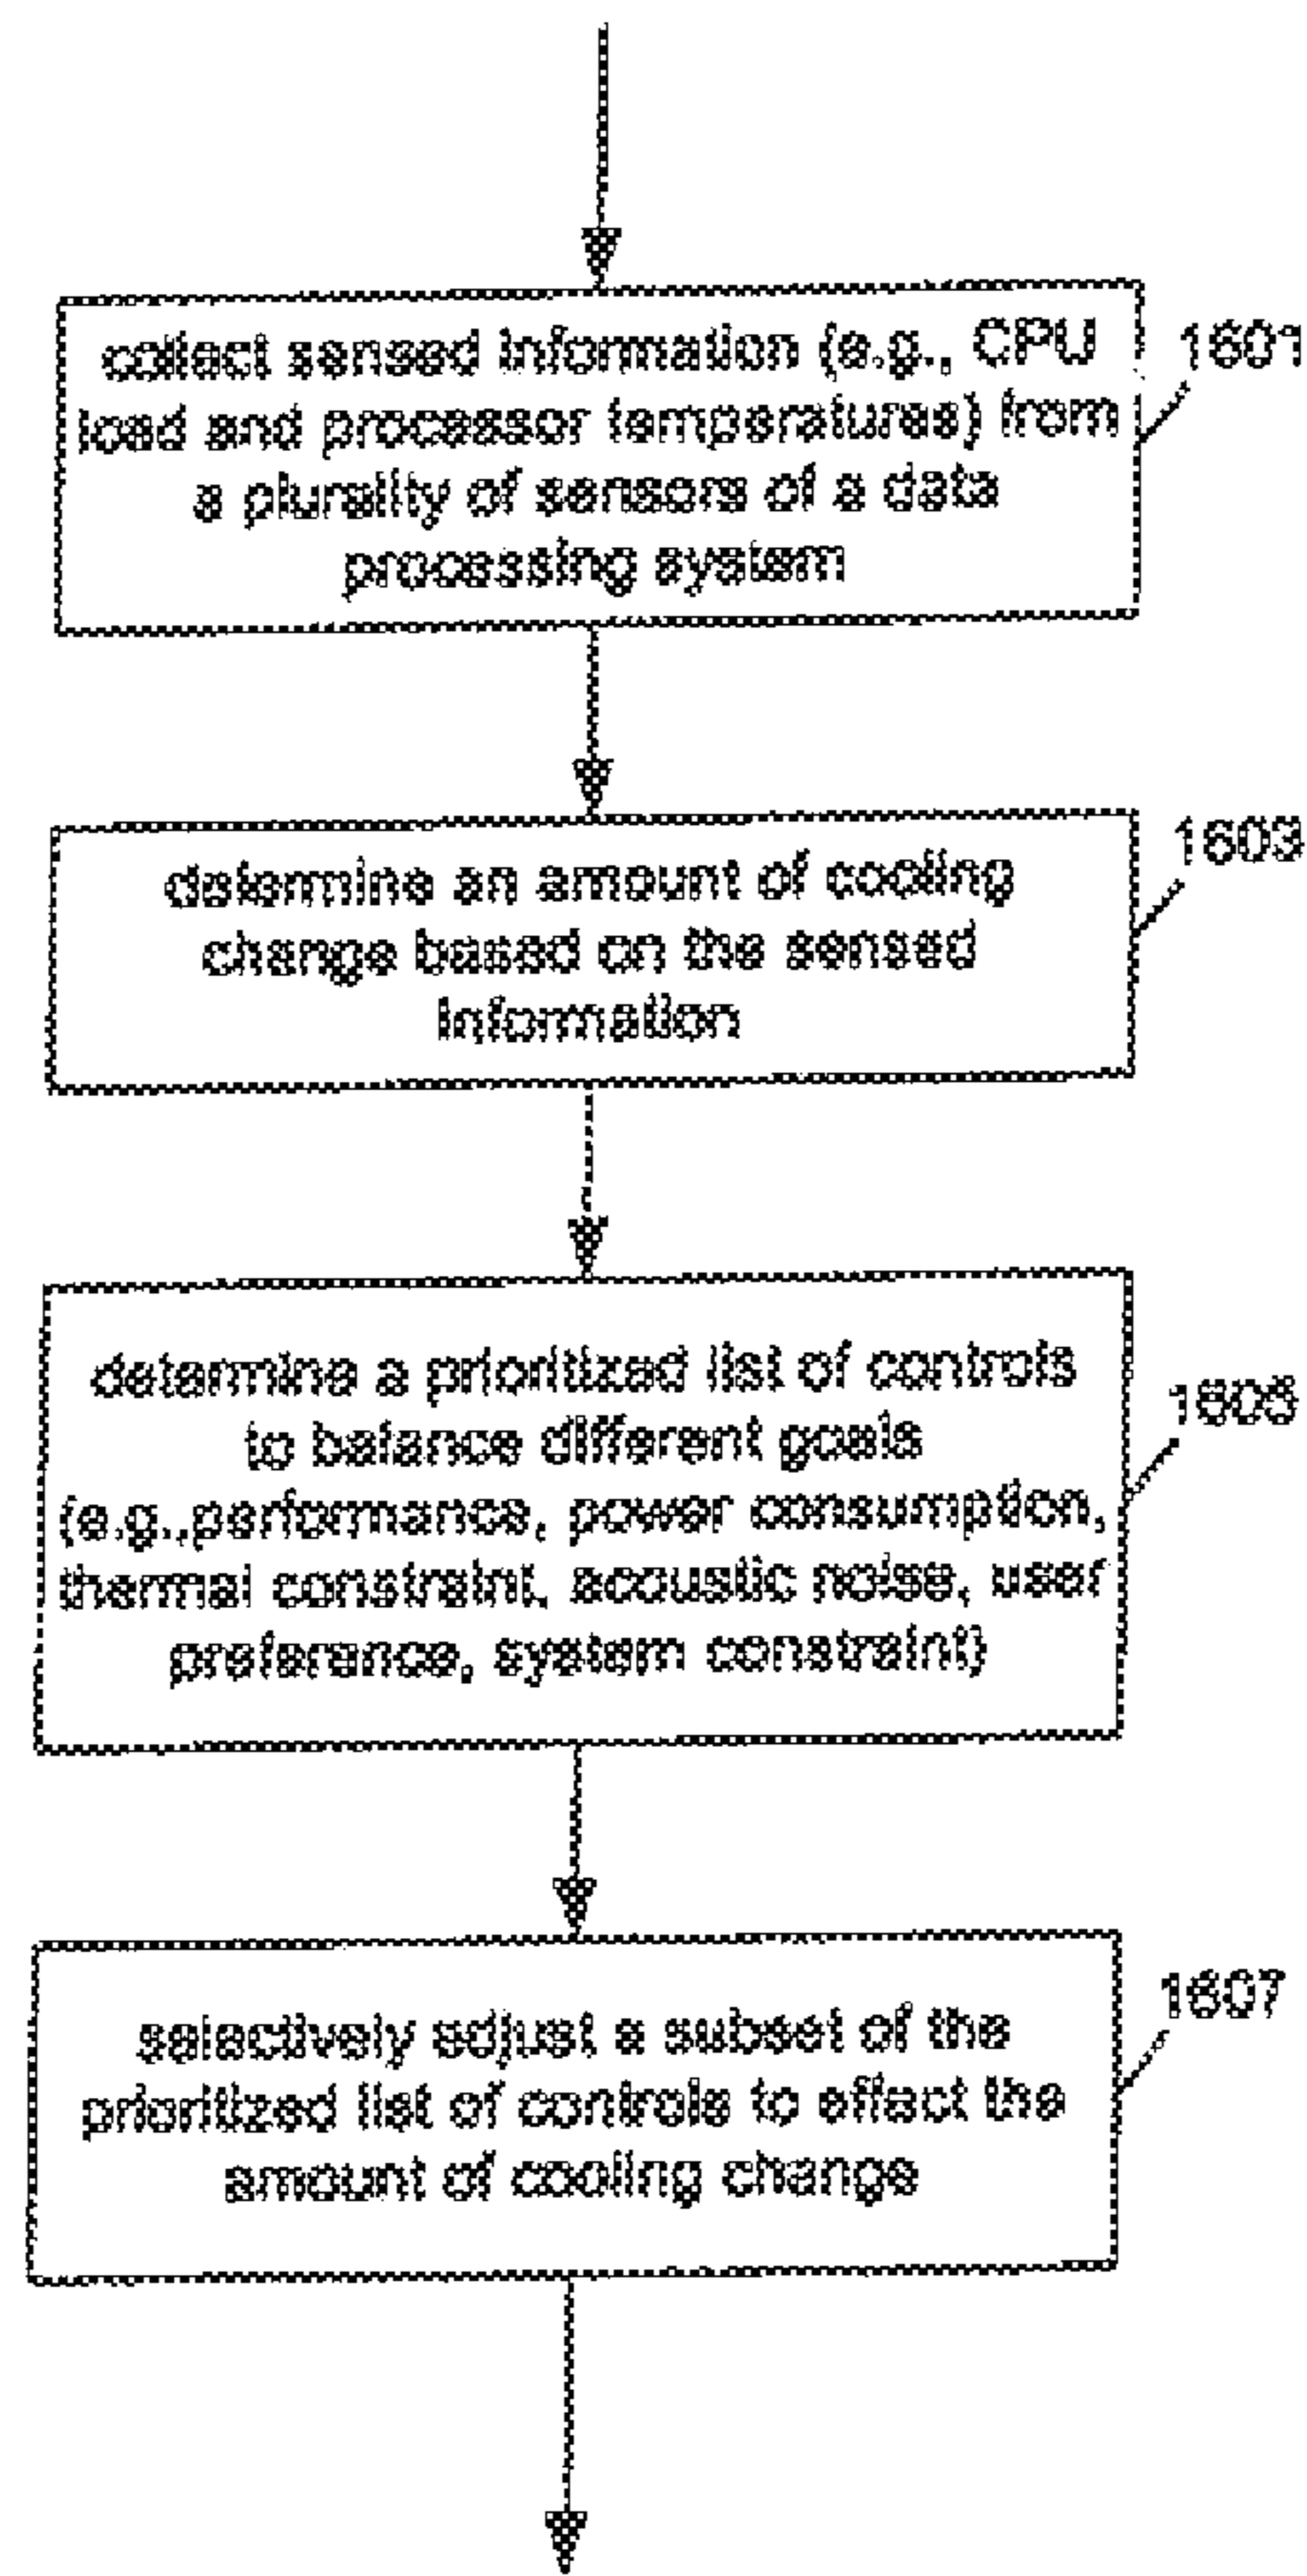 collect sensed information (e.g., CPU
load and processor temperatures) from
a plurality of sensors of a data
processing system
1601
determine an amount of cooling
change based on the sensed
information
1603
determine a prioritized list of controls
to balance different goals
(e.g.,performance, power consumption,
thermal constraint, acoustic noise, user
preference, system constraint)
1605
selectively adjust a subset of the
prioritized list of controls to effect the
amount of cooling change
1607